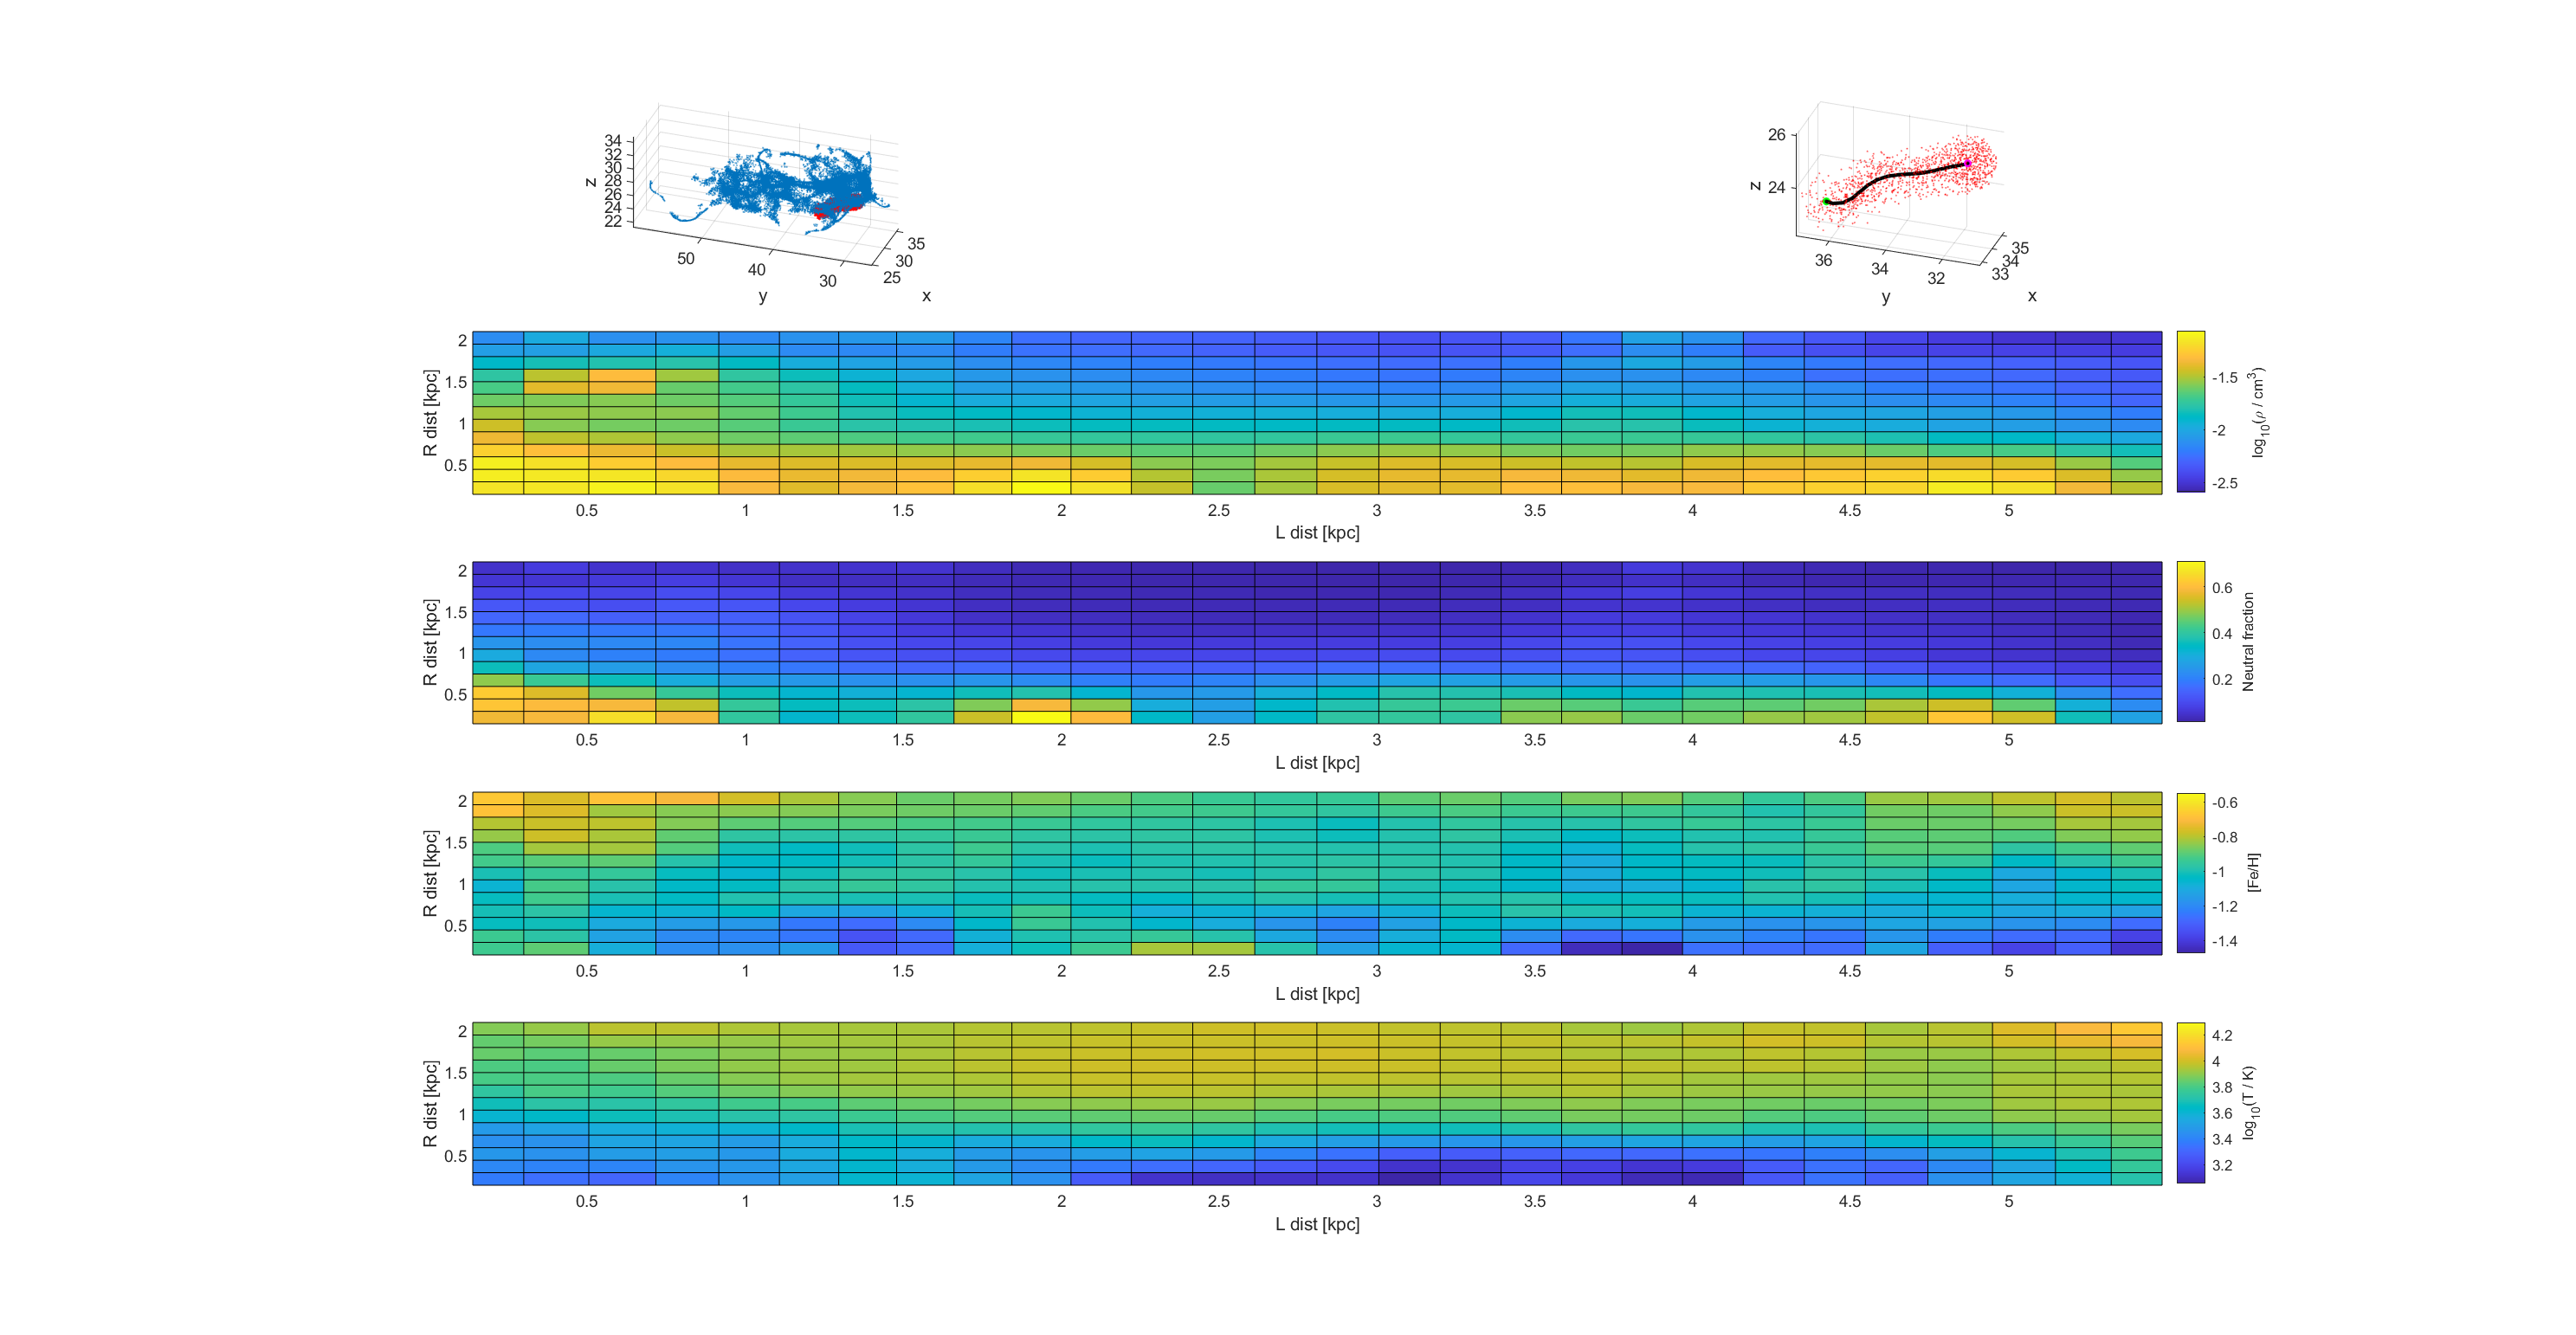 34
32
30
28
26
24
22
z
50
40
30
y
35
30
25
x
26
24
z
36
34
32
y
35
34
33
x
2
1.5
1
0.5
R dist [kpc]
0.5 1 1.5 2 2.5 3 3.5 4 4.5 5
L dist [kpc]
-1.5
-2
-2.5
log10(ρ / cm3)
2
1.5
1
0.5
R dist [kpc]
0.5 1 1.5 2 2.5 3 3.5 4 4.5 5
L dist [kpc]
0.6
0.4
0.2
Neutral fraction
2
1.5
1
0.5
R dist [kpc]
0.5 1 1.5 2 2.5 3 3.5 4 4.5 5
L dist [kpc]
-0.6
-0.8
-1
-1.2
-1.4
[Fe/H]
2
1.5
1
0.5
R dist [kpc]
0.5 1 1.5 2 2.5 3 3.5 4 4.5 5
L dist [kpc]
4.2
4
3.8
3.6
3.4
3.2
log10(T / K)